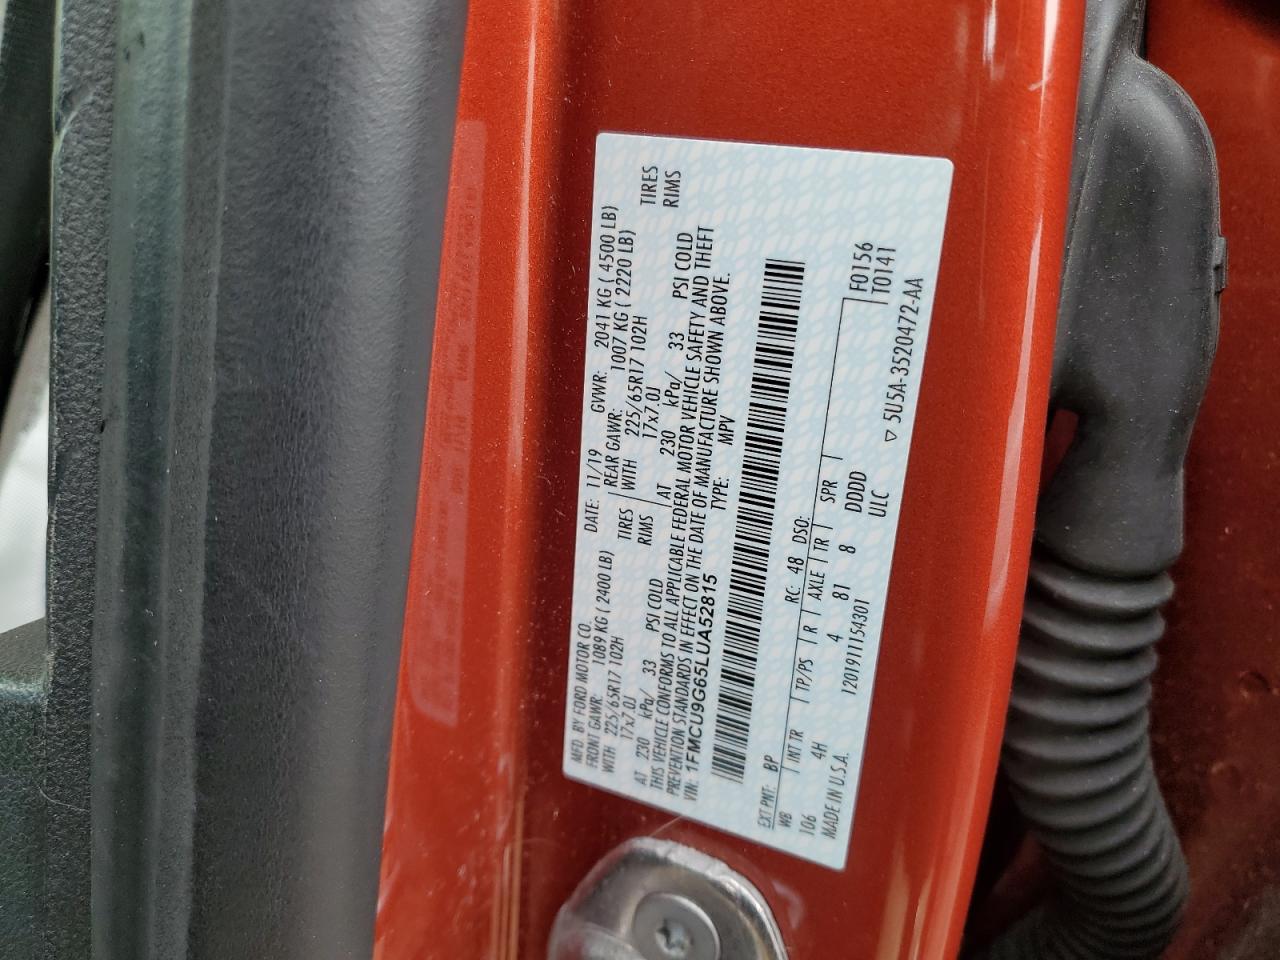 MFD. BY FORD MOTOR CO. DATE: 11/19 GVWR: 2041 KG ( 4500 LB)
FRONT GAWR: 1089 KG ( 2400 LB) REAR GAWR: 1007 KG ( 2220 LB)
WITH 225/65R17 102H TIRES WITH 225/65R17 102H TIRES
17x7.0J RIMS 17x7.0J RIMS
AT 230 kPa/ 33 PSI COLD AT 230 kPa/ 33 PSI COLD
THIS VEHICLE CONFORMS TO ALL APPLICABLE FEDERAL MOTOR VEHICLE SAFETY AND THEFT
PREVENTION STANDARDS IN EFFECT ON THE DATE OF MANUFACTURE SHOWN ABOVE.
VIN: 1FMCU9G65LUA52815 TYPE: MPV
EXT PNT: BP RC: 48 DSO:
WB INT TR TP/PS R AXLE TR SPR F0156
106 4H 4 81 8 DDDD T0141
MADE IN U.S.A. 120191115430​1 ULC ▽ 5U5A-3520472-AA